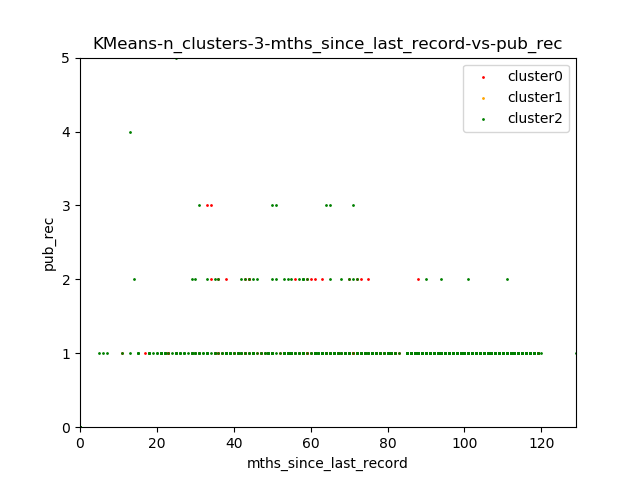 KMeans-n_clusters-3-mths_since_last_record-vs-pub_rec
5
4
3
2
1
0
pub_rec
cluster0
cluster1
cluster2
0
20
40
60
80
100
120
mths_since_last_record